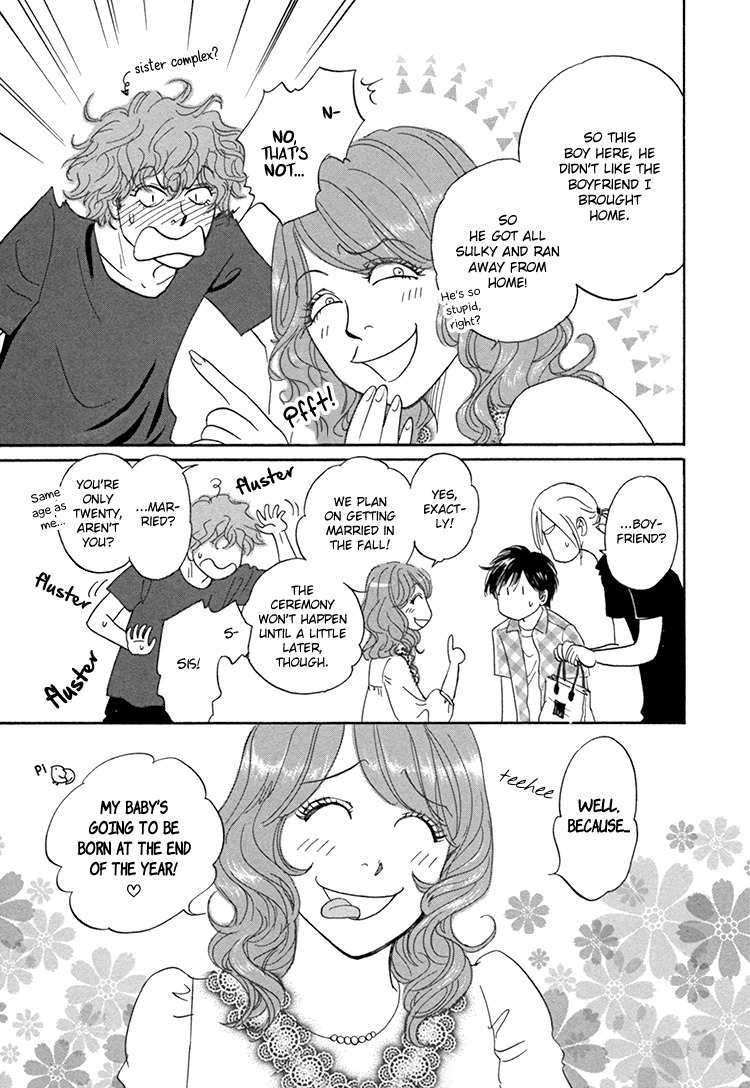 SO THIS
BOY HERE, HE
DIDN'T LIKE THE
BOYFRIEND I
BROUGHT
HOME.
SO
HE GOT ALL
SULKY AND RAN
AWAY FROM
HOME!
He's so
stupid,
right?
Pfft!
N-
NO,
THAT'S
NOT...
sister complex?
...BOY-
FRIEND?
YES,
EXACT-
LY!
WE PLAN
ON GETTING
MARRIED IN
THE FALL!
THE
CEREMONY
WON'T HAPPEN
UNTIL A LITTLE
LATER,
THOUGH.
fluster
S-
SIS!
...MAR-
RIED?
YOU'RE
ONLY
TWENTY,
AREN'T
YOU?
Same
age as
me...
fluster
fluster
WELL,
BECAUSE...
teehee
MY BABY'S
GOING TO BE
BORN AT THE END
OF THE YEAR!
♡
PI